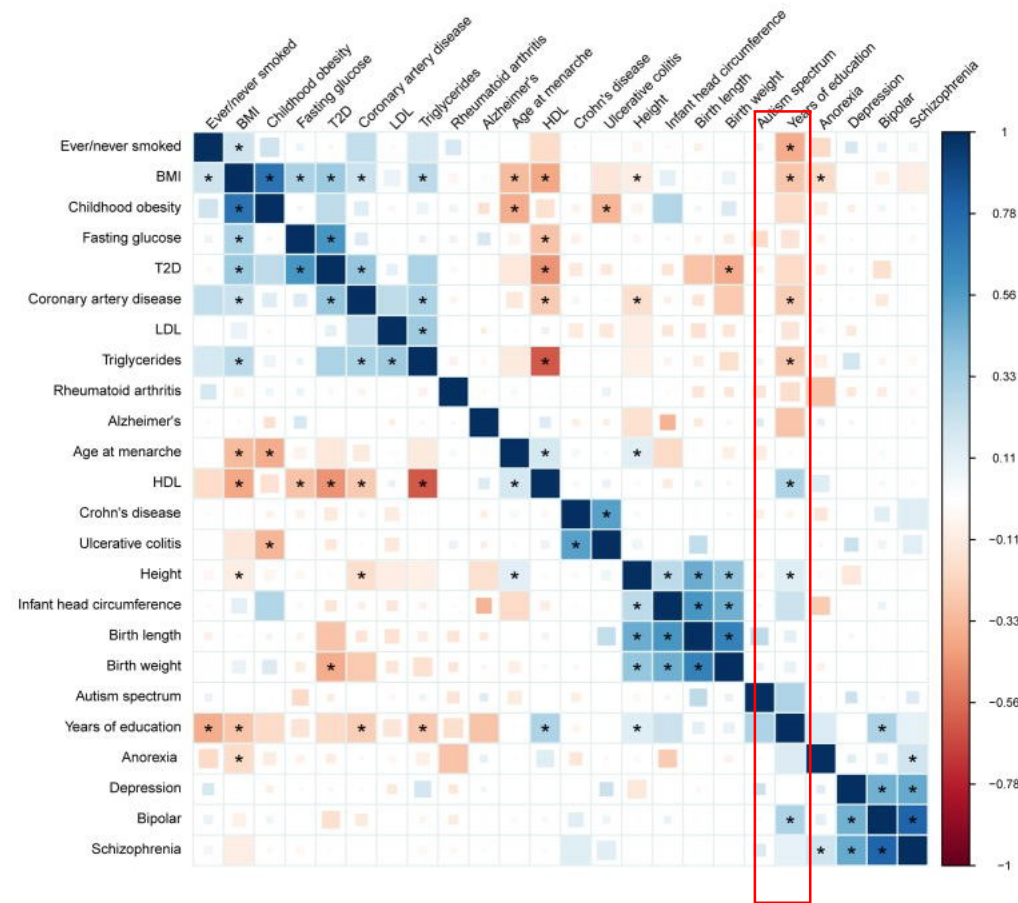 Ever/never smoked
BMI
Childhood obesity
Fasting glucose
T2D
Coronary artery disease
LDL
Triglycerides
Rheumatoid arthritis
Alzheimer's
Age at menarche
HDL
Crohn's disease
Ulcerative colitis
Height
Infant head circumference
Birth length
Birth weight
Autism spectrum
Years of education
Anorexia
Depression
Bipolar
Schizophrenia
Ever/never smoked
BMI
Childhood obesity
Fasting glucose
T2D
Coronary artery disease
LDL
Triglycerides
Rheumatoid arthritis
Alzheimer's
Age at menarche
HDL
Crohn's disease
Ulcerative colitis
Height
Infant head circumference
Birth length
Birth weight
Autism spectrum
Years of education
Anorexia
Depression
Bipolar
Schizophrenia
1
0.78
0.56
0.33
0.11
−0.11
−0.33
−0.56
−0.78
−1